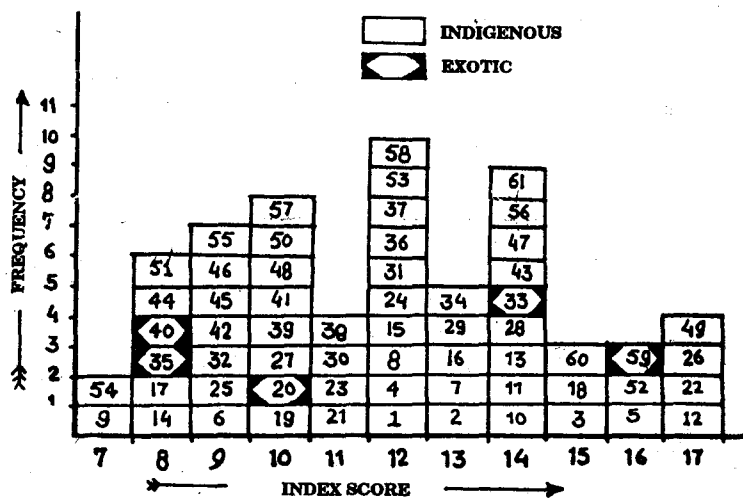 INDIGENOUS
EXOTIC
FREQUENCY
11
10
58
9
53 61
8
57 37 56
7
55 50 36 47
6
51 46 48 31 43
5
44 45 41 24 34 33
4
40 42 39 38 15 29 28 49
3
35 32 27 30 8 16 13 60 59 26
2
54 17 25 20 23 4 7 11 18 52 22
1
9 14 6 19 21 1 2 10 3 5 12
7 8 9 10 11 12 13 14 15 16 17
INDEX SCORE